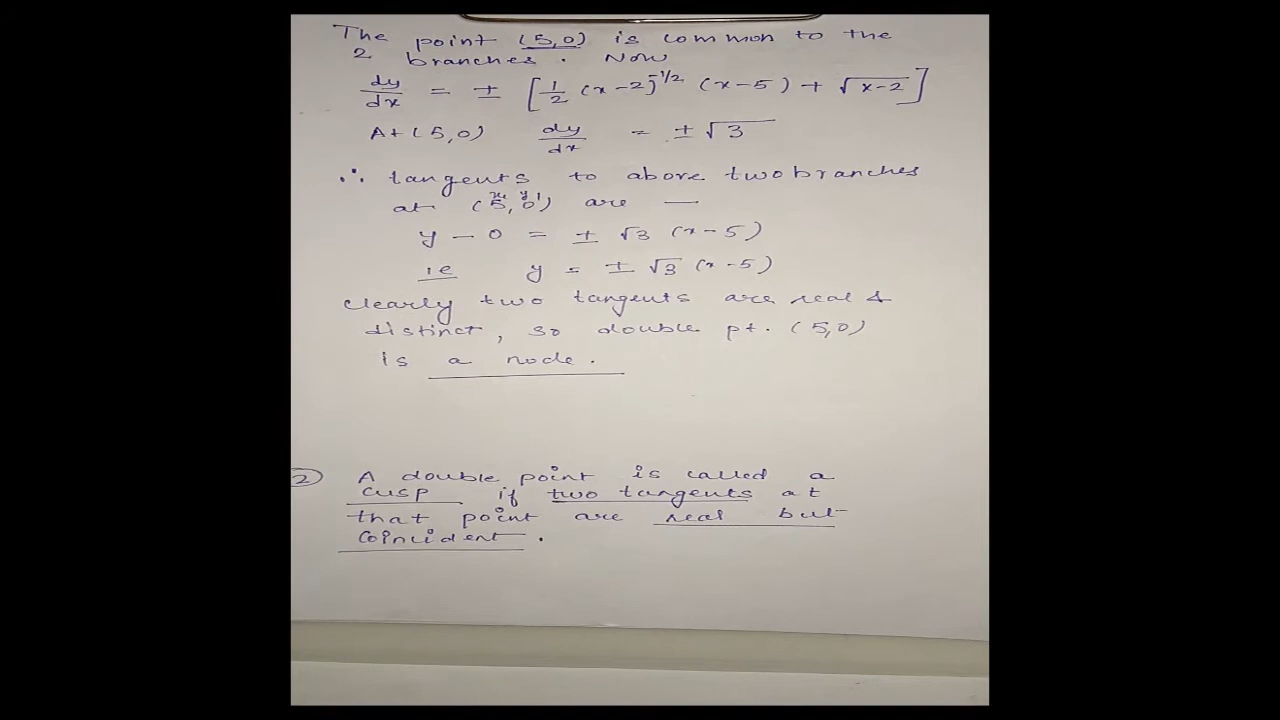 The point (5,0) is common to the
2 branches. Now
dy/dx = ± [1/2 (x-2)^-1/2 (x-5) + √x-2]
At (5,0) dy/dx = ±√3
∴ tangents to above two branches
at (5,0) are —
y - 0 = ± √3 (x-5)
ie y = ± √3 (x-5)
clearly two tangents are real &
distinct, so double pt. (5,0)
is a node.
2 A double point is called a
cusp if two tangents at
that point are real but
coincident.